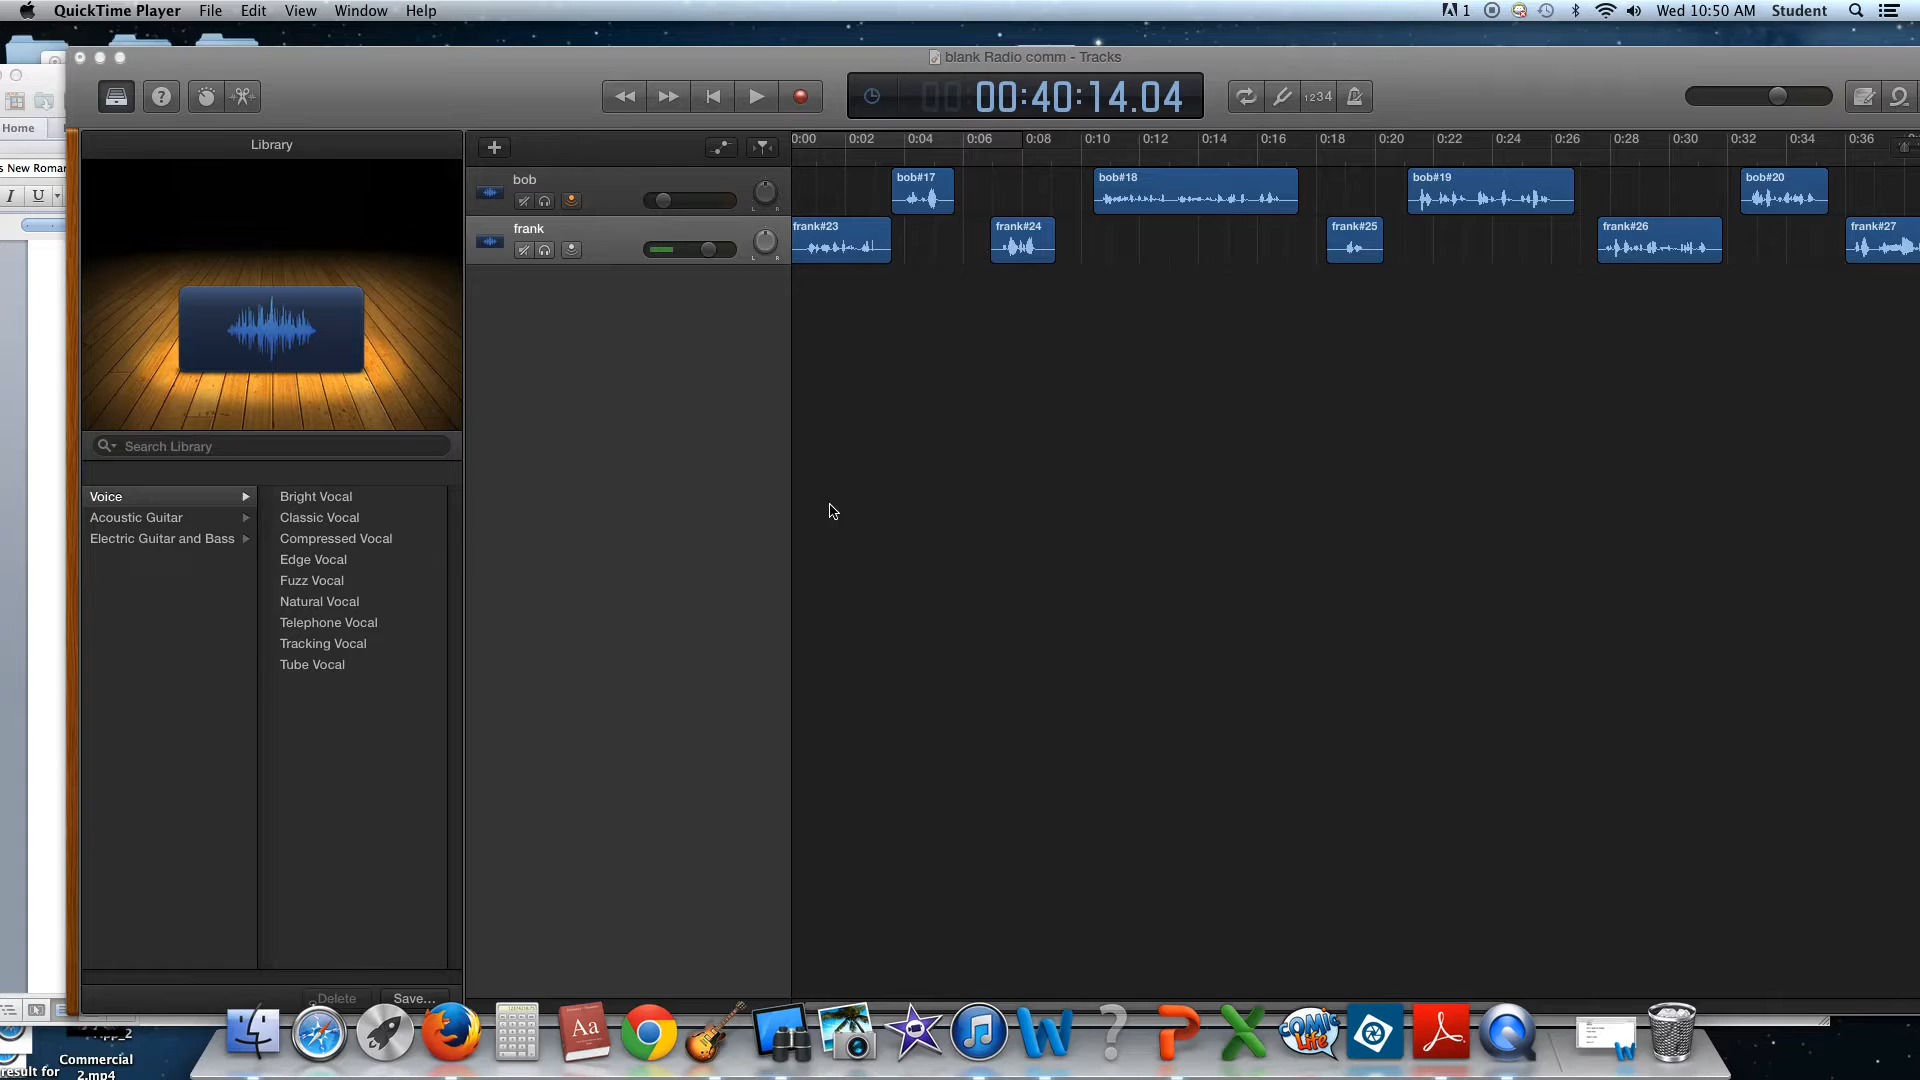 QuickTime Player File Edit View Window Help
1 Wed 10:50 AM Student
blank Radio comm - Tracks
00:40:14.04
1234
Home
s New Roman
I U
Library
0:00 0:02 0:04 0:06 0:08 0:10 0:12 0:14 0:16 0:18 0:20 0:22 0:24 0:26 0:28 0:30 0:32 0:34 0:36
bob
L R
bob#17 bob#18 bob#19 bob#20
frank
L R
frank#23 frank#24 frank#25 frank#26 frank#27
Search Library
Voice
Acoustic Guitar
Electric Guitar and Bass
Bright Vocal
Classic Vocal
Compressed Vocal
Edge Vocal
Fuzz Vocal
Natural Vocal
Telephone Vocal
Tracking Vocal
Tube Vocal
Delete Save...
Aa
COMIC Life
Commercial
2.mp4
result for